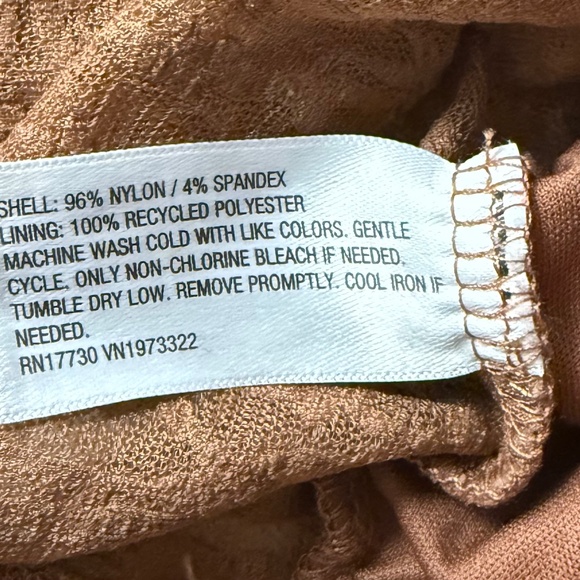 SHELL: 96% NYLON / 4% SPANDEX
LINING: 100% RECYCLED POLYESTER
MACHINE WASH COLD WITH LIKE COLORS. GENTLE
CYCLE. ONLY NON-CHLORINE BLEACH IF NEEDED.
TUMBLE DRY LOW. REMOVE PROMPTLY. COOL IRON IF
NEEDED.
RN17730 VN1973322